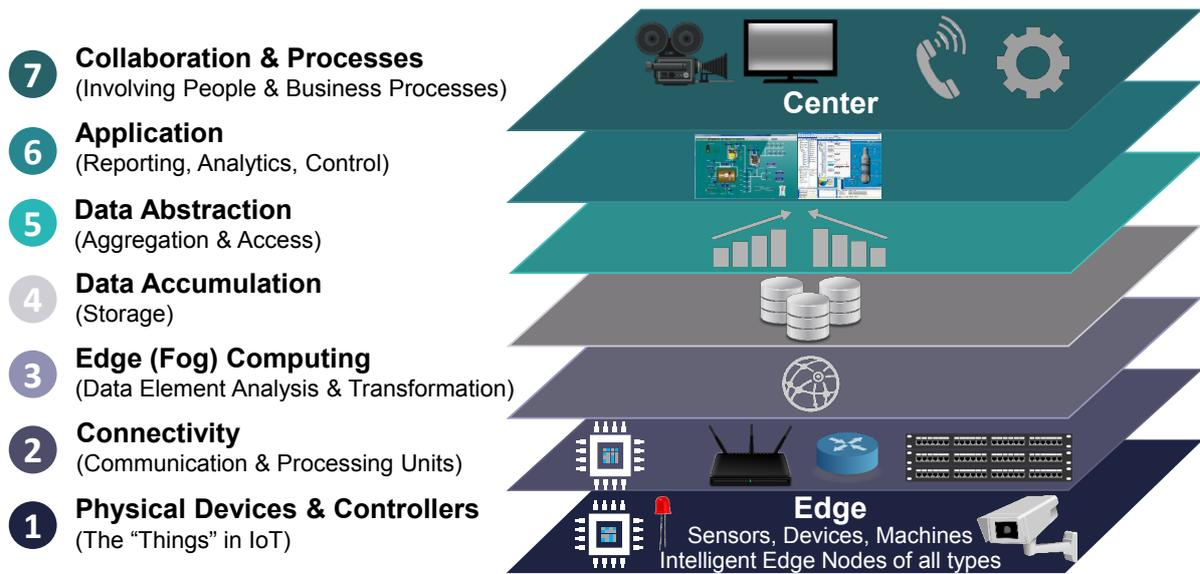 7
Collaboration & Processes
(Involving People & Business Processes)
6
Application
(Reporting, Analytics, Control)
5
Data Abstraction
(Aggregation & Access)
4
Data Accumulation
(Storage)
3
Edge (Fog) Computing
(Data Element Analysis & Transformation)
2
Connectivity
(Communication & Processing Units)
1
Physical Devices & Controllers
(The “Things” in IoT)
Center
Edge
Sensors, Devices, Machines
Intelligent Edge Nodes of all types